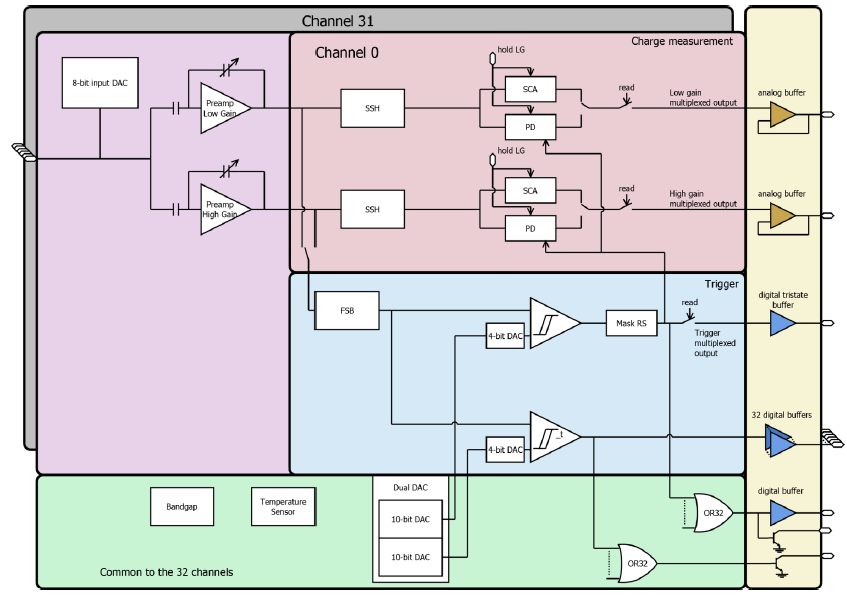 Channel 31
Channel 0
Charge measurement
8-bit input DAC
Preamp
Low Gain
SSH
hold LG
SCA
PD
read
Low gain
multiplexed output
analog buffer
Preamp
High Gain
SSH
hold LG
SCA
PD
read
High gain
multiplexed output
analog buffer
Trigger
FSB
4-bit DAC
Mask RS
read
Trigger
multiplexed
output
digital tristate
buffer
4-bit DAC
_t
32 digital buffers
Bandgap
Temperature
Sensor
Dual DAC
10-bit DAC
10-bit DAC
OR32
digital buffer
OR32
Common to the 32 channels